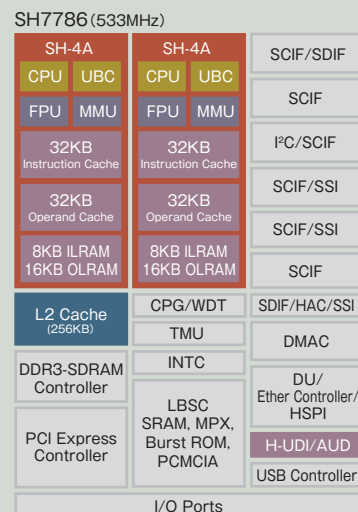 SH7786(533MHz)
SH-4A
CPU UBC
FPU MMU
32KB
Instruction Cache
32KB
Operand Cache
8KB ILRAM
16KB OLRAM
SH-4A
CPU UBC
FPU MMU
32KB
Instruction Cache
32KB
Operand Cache
8KB ILRAM
16KB OLRAM
SCIF/SDIF
SCIF
I²C/SCIF
SCIF/SSI
SCIF/SSI
SCIF
L2 Cache
(256KB)
DDR3-SDRAM
Controller
PCI Express
Controller
CPG/WDT
TMU
INTC
LBSC
SRAM, MPX,
Burst ROM,
PCMCIA
SDIF/HAC/SSI
DMAC
DU/
Ether Controller/
HSPI
H-UDI/AUD
USB Controller
I/O Ports